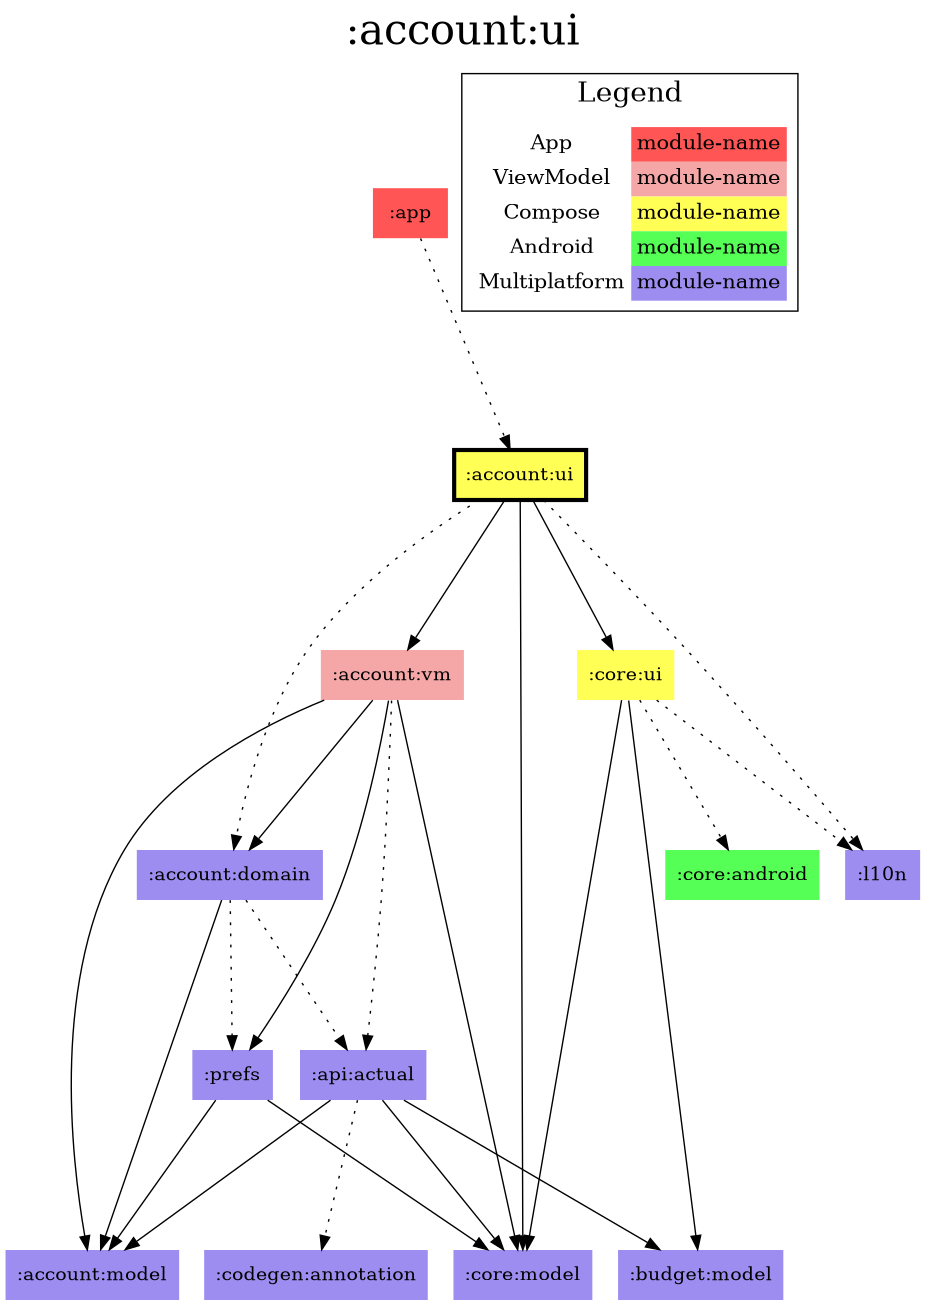 :account:ui
Legend
App module-name
ViewModel module-name
Compose module-name
Android module-name
Multiplatform module-name
:app
:account:ui
:account:vm
:core:ui
:account:domain
:core:android
:l10n
:prefs
:api:actual
:account:model
:codegen:annotation
:core:model
:budget:model